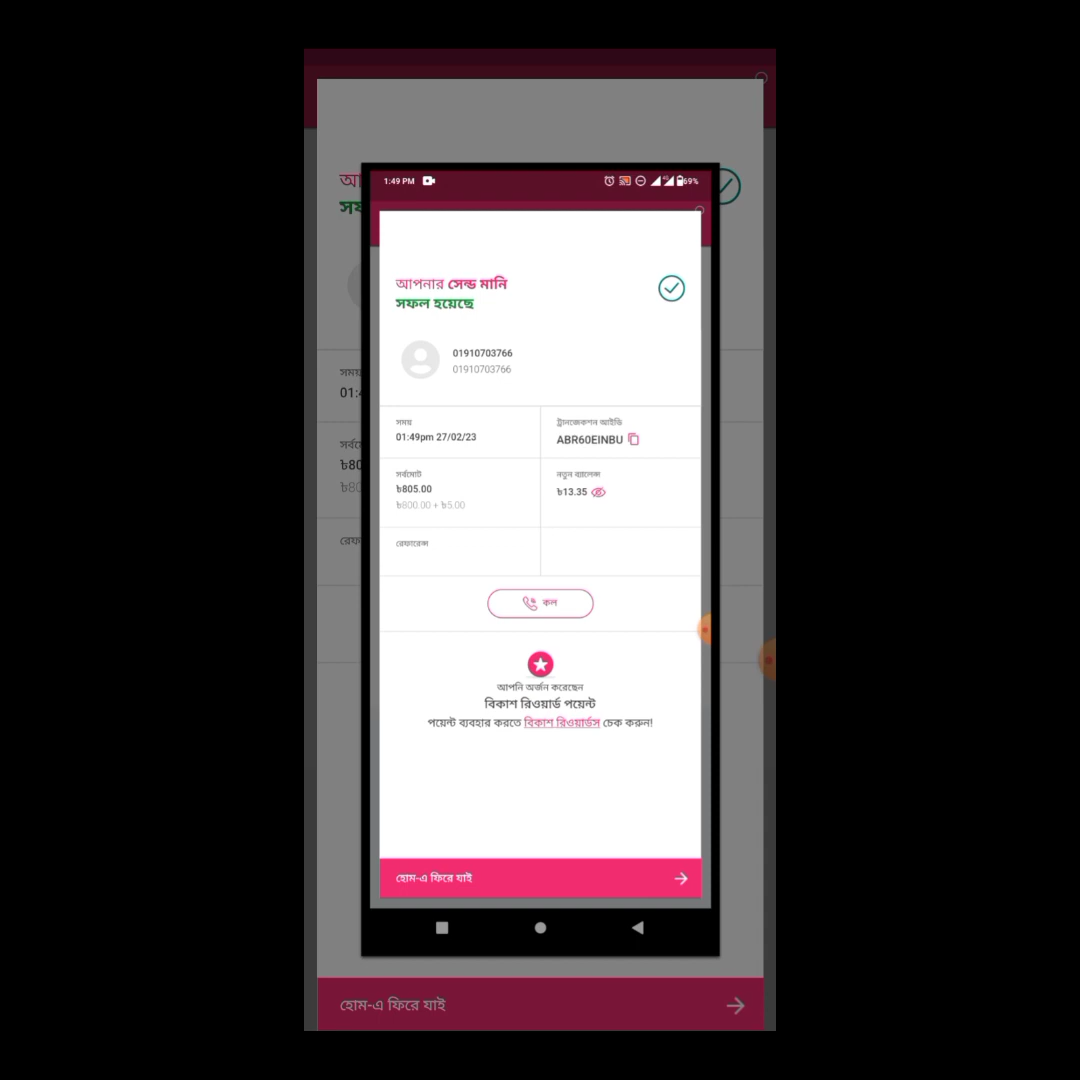 1:49 PM
4G
69%
আপনার সেন্ড মানি
সফল হয়েছে
01910703766
01910703766
সময়
01:49pm 27/02/23
ট্রানজেকশন আইডি
ABR60EINBU
সর্বমোট
৳805.00
৳800.00 + ৳5.00
নতুন ব্যালেন্স
৳13.35
রেফারেন্স
কল
আপনি অর্জন করেছেন
বিকাশ রিওয়ার্ড পয়েন্ট
পয়েন্ট ব্যবহার করতে বিকাশ রিওয়ার্ডস চেক করুন!
হোম-এ ফিরে যাই
হোম-এ ফিরে যাই